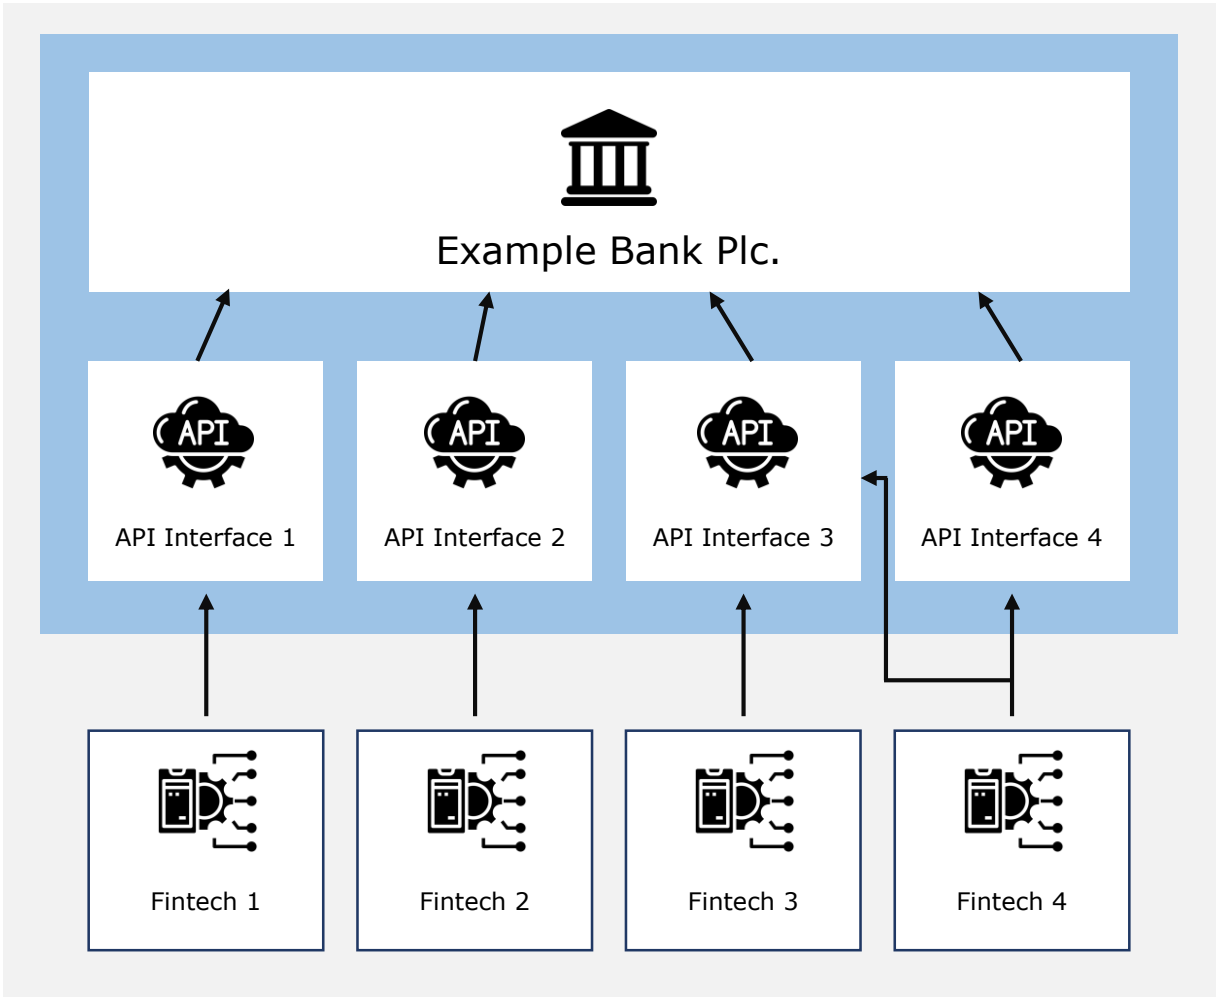 Example Bank Plc.
API
API
API
API
API Interface 1
API Interface 2
API Interface 3
API Interface 4
Fintech 1
Fintech 2
Fintech 3
Fintech 4